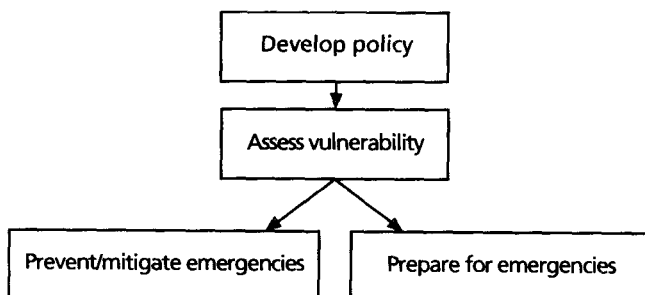 Develop policy
Assess vulnerability
Prevent/mitigate emergencies
Prepare for emergencies